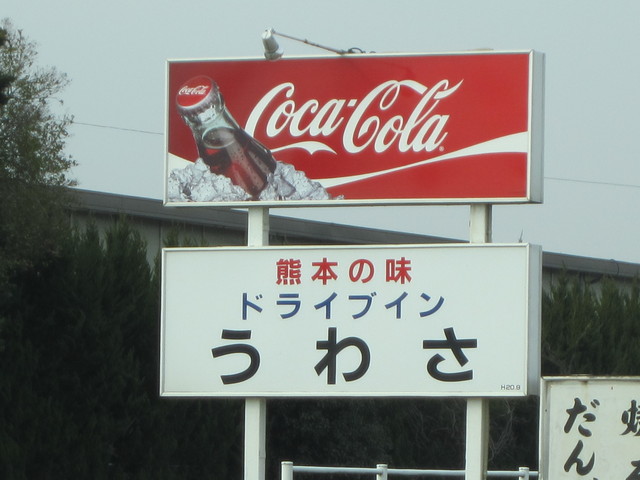 Coca-Cola
Coca-Cola
熊本の味
ドライブイン
うわさ
H20.9
だん